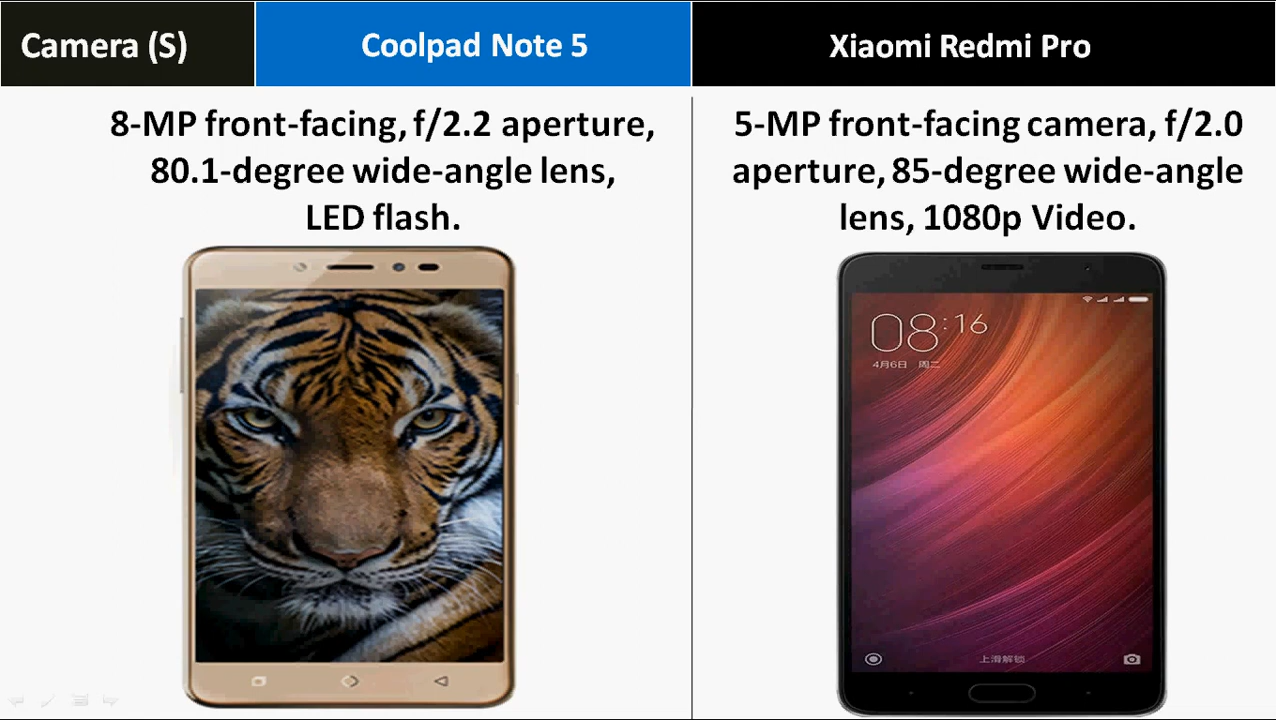 Camera (S)
Coolpad Note 5
Xiaomi Redmi Pro
8-MP front-facing, f/2.2 aperture,
80.1-degree wide-angle lens,
LED flash.
5-MP front-facing camera, f/2.0
aperture, 85-degree wide-angle
lens, 1080p Video.
08:16
4月6日 周二
上滑解锁